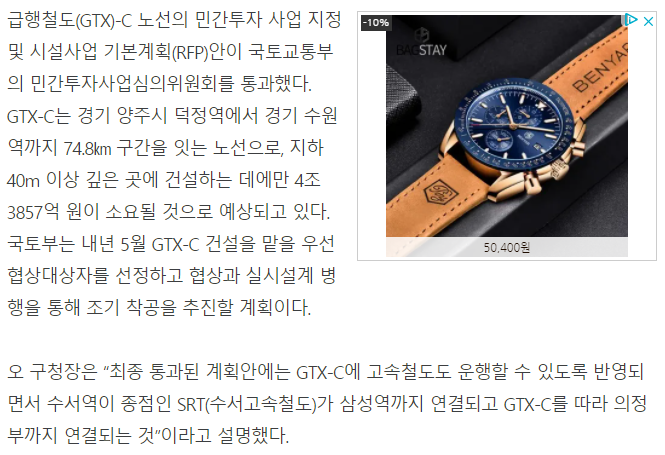 급행철도(GTX)-C 노선의 민간투자 사업 지정
및 시설사업 기본계획(RFP)안이 국토교통부
의 민간투자사업심의위원회를 통과했다.
GTX-C는 경기 양주시 덕정역에서 경기 수원
역까지 74.8㎞ 구간을 잇는 노선으로, 지하
40m 이상 깊은 곳에 건설하는 데에만 4조
3857억 원이 소요될 것으로 예상되고 있다.
국토부는 내년 5월 GTX-C 건설을 맡을 우선
협상대상자를 선정하고 협상과 실시설계 병
행을 통해 조기 착공을 추진할 계획이다.
-10%
BAGSTAY
BENYAR
50,400원
오 구청장은 “최종 통과된 계획안에는 GTX-C에 고속철도도 운행할 수 있도록 반영되
면서 수서역이 종점인 SRT(수서고속철도)가 삼성역까지 연결되고 GTX-C를 따라 의정
부까지 연결되는 것”이라고 설명했다.